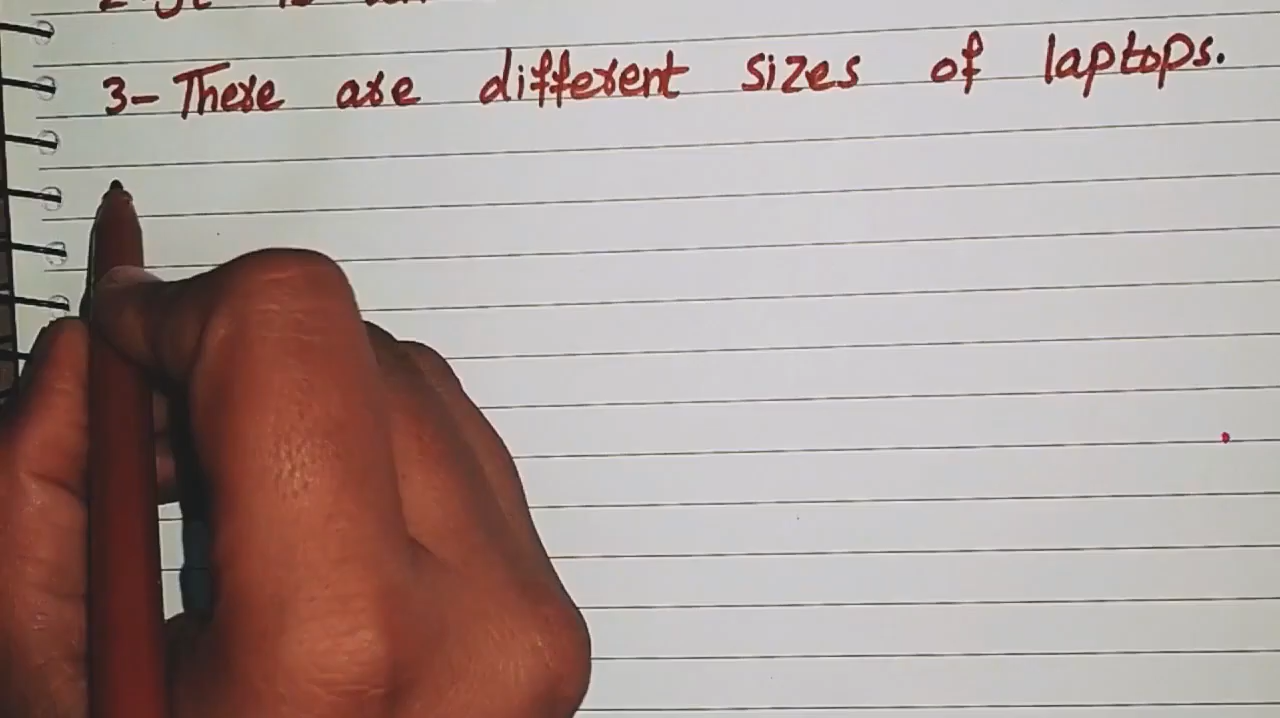 3- There are different sizes of laptops.